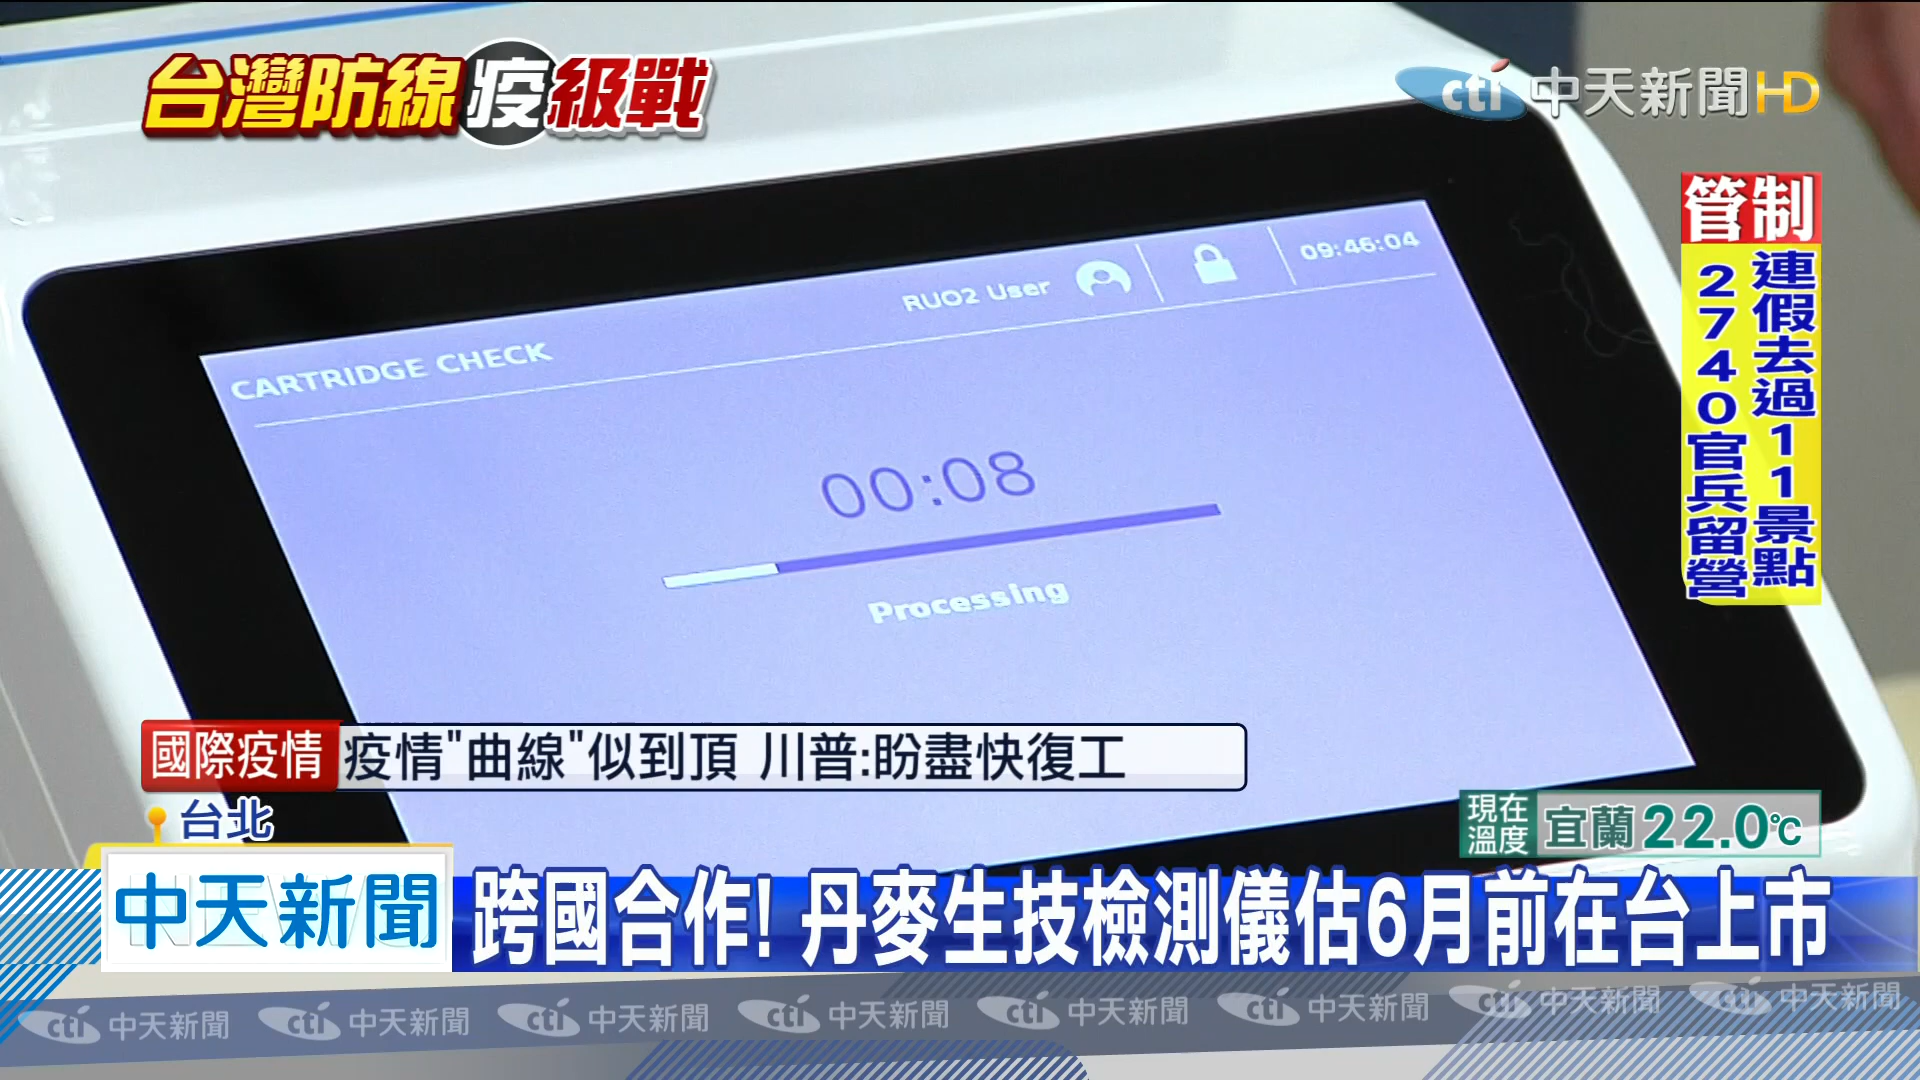 台灣防線疫級戰
cti 中天新聞HD
管制
連假去過11景點
2740官兵留營
RUO2 User
09:46:04
CARTRIDGE CHECK
00:08
Processing
國際疫情 疫情"曲線"似到頂 川普:盼盡快復工
台北
現在溫度 宜蘭 22.0℃
中天新聞 跨國合作! 丹麥生技檢測儀估6月前在台上市
cti 中天新聞 cti 中天新聞 cti 中天新聞 cti 中天新聞 cti 中天新聞 cti 中天新聞 cti 中天新聞 cti 中天新聞